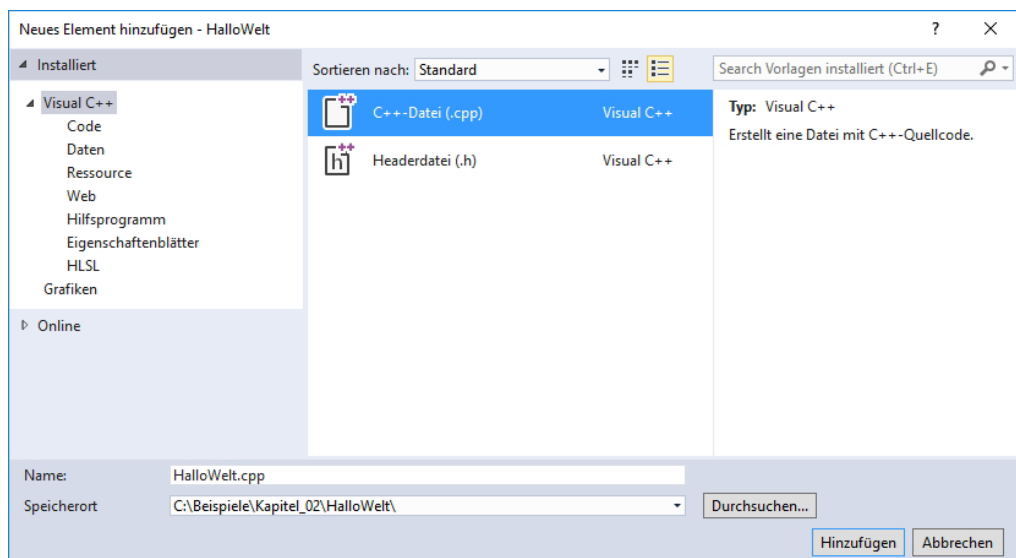 Neues Element hinzufügen - HalloWelt
?
Installiert
Sortieren nach: Standard
Search Vorlagen installiert (Ctrl+E)
Visual C++
Code
Daten
Ressource
Web
Hilfsprogramm
Eigenschaftenblätter
HLSL
Grafiken
Online
C++-Datei (.cpp) Visual C++
Headerdatei (.h) Visual C++
Typ: Visual C++
Erstellt eine Datei mit C++-Quellcode.
Name: HalloWelt.cpp
Speicherort C:\Beispiele\Kapitel_02\HalloWelt\ Durchsuchen...
Hinzufügen Abbrechen